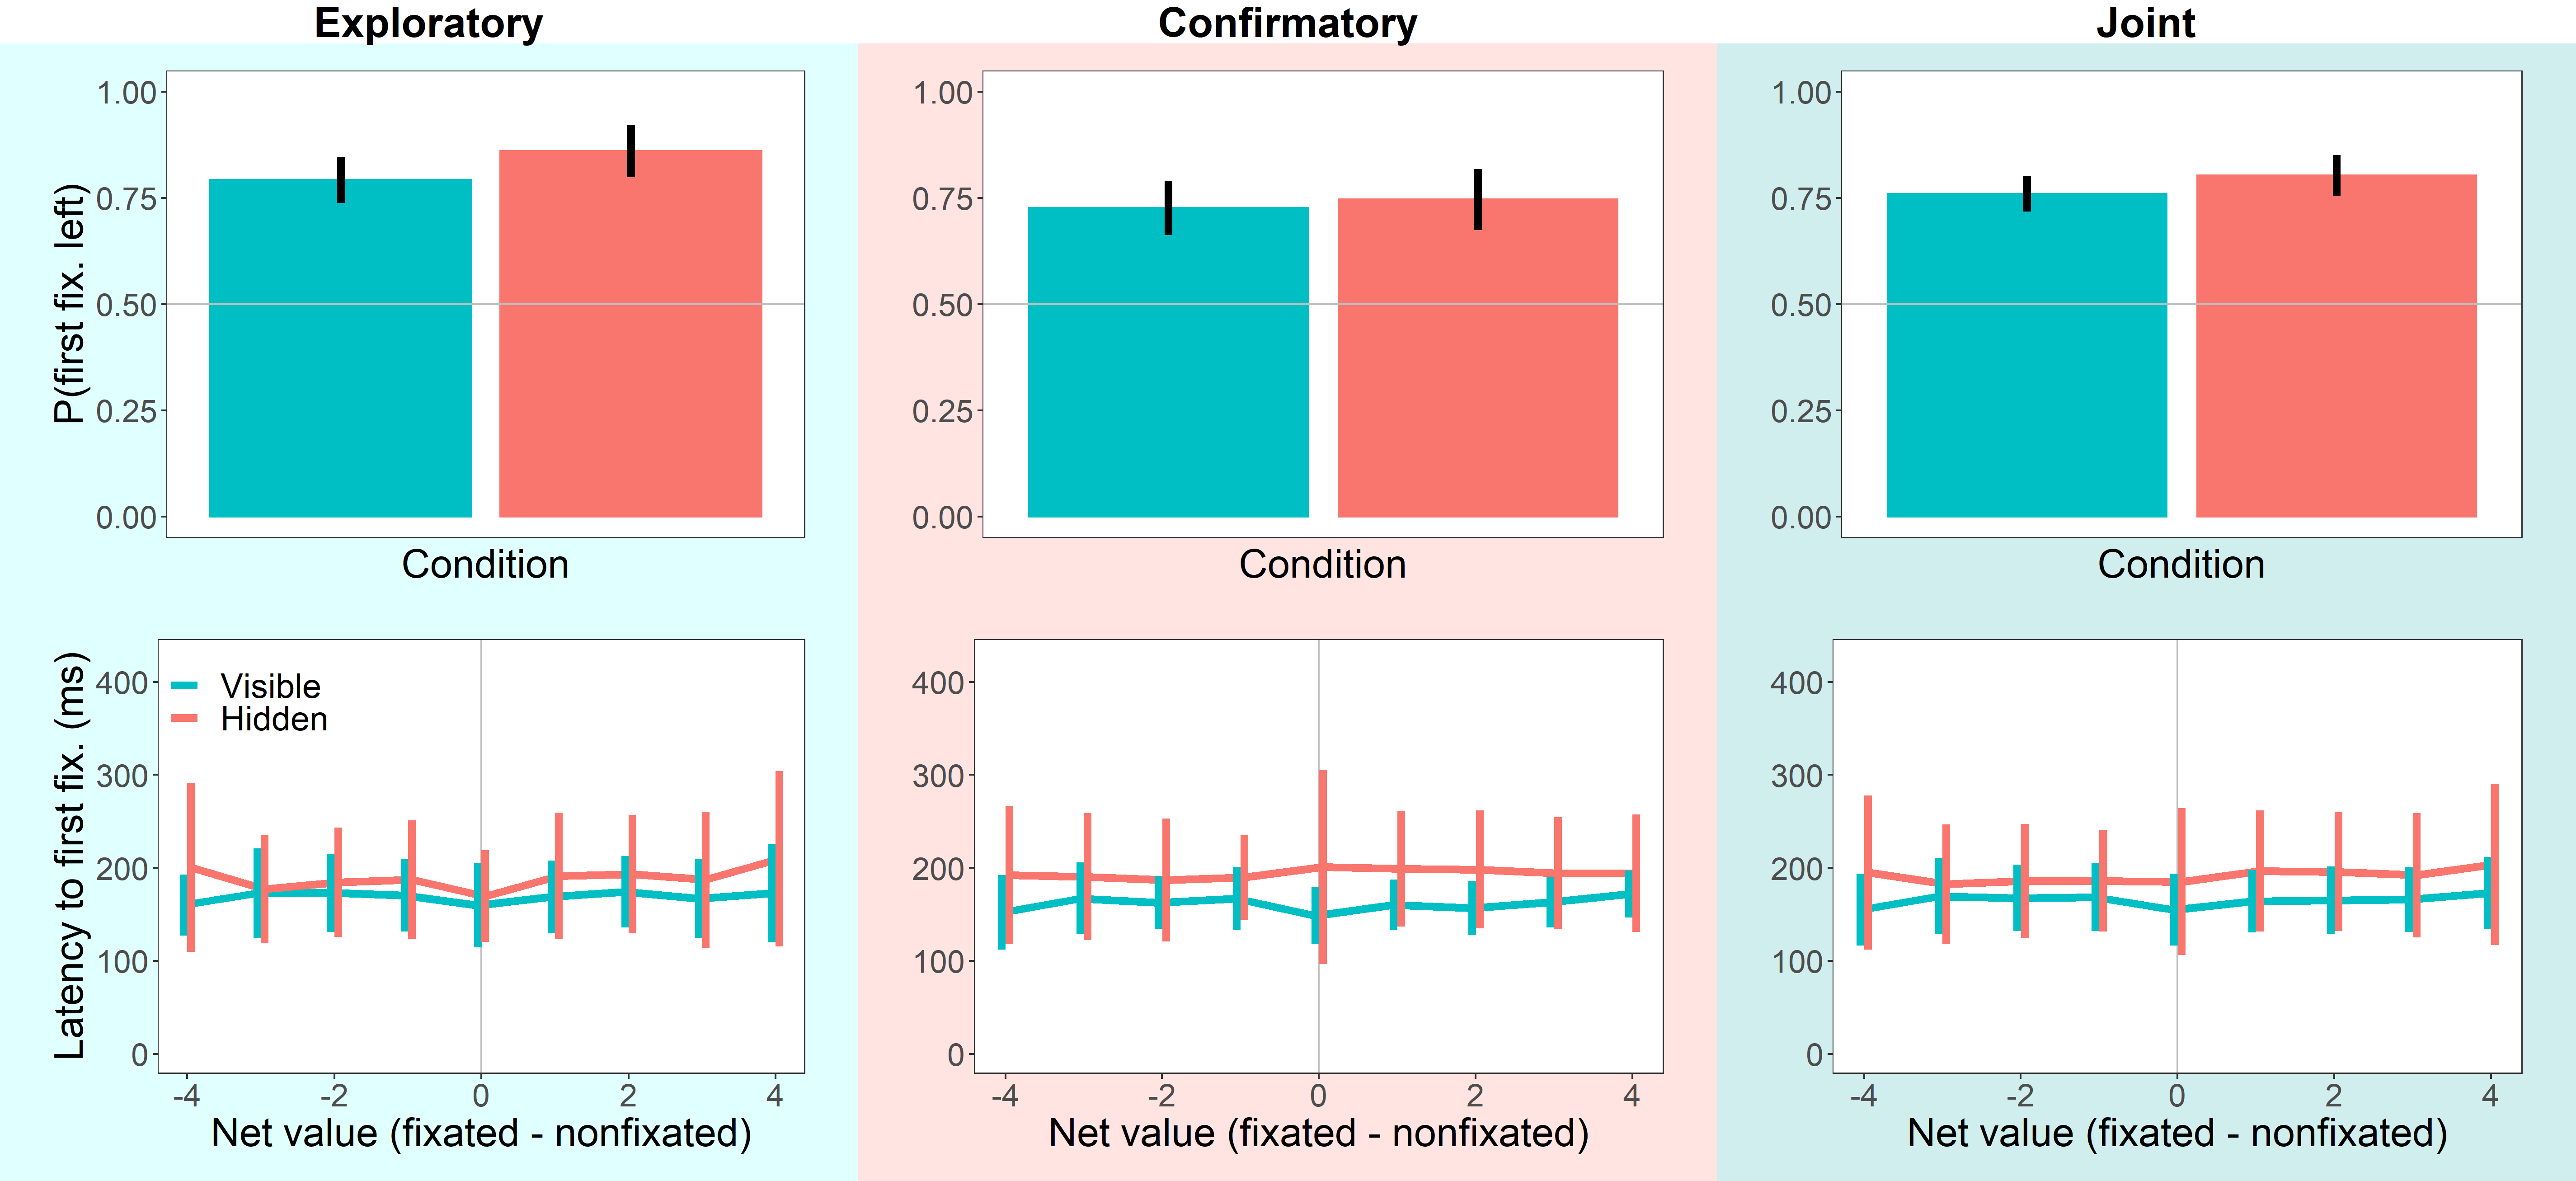 Exploratory
Confirmatory
Joint
P(first fix. left)
1.00
0.75
0.50
0.25
0.00
Condition
1.00
0.75
0.50
0.25
0.00
Condition
1.00
0.75
0.50
0.25
0.00
Condition
Latency to first fix. (ms)
400
300
200
100
0
Visible
Hidden
-4 -2 0 2 4
Net value (fixated - nonfixated)
400
300
200
100
0
-4 -2 0 2 4
Net value (fixated - nonfixated)
400
300
200
100
0
-4 -2 0 2 4
Net value (fixated - nonfixated)